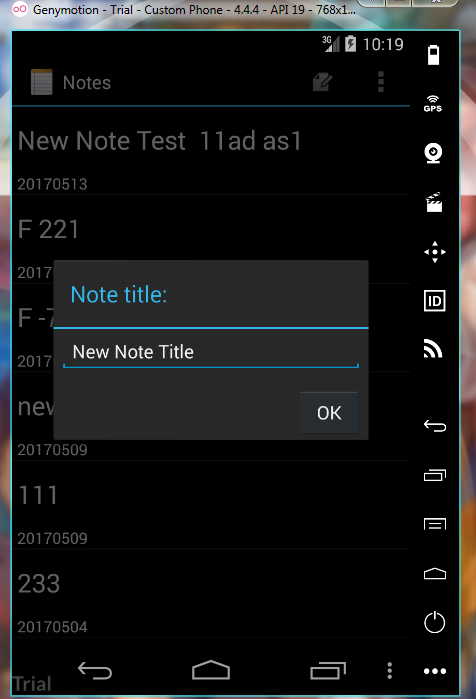 Genymotion - Trial - Custom Phone - 4.4.4 - API 19 - 768x1...
3G 10:19
GPS
Notes
New Note Test 11ad as1
20170513
F 221
2017
Note title:
F -7
New Note Title
2017
new
OK
20170509
111
20170509
233
20170504
Trial
ID